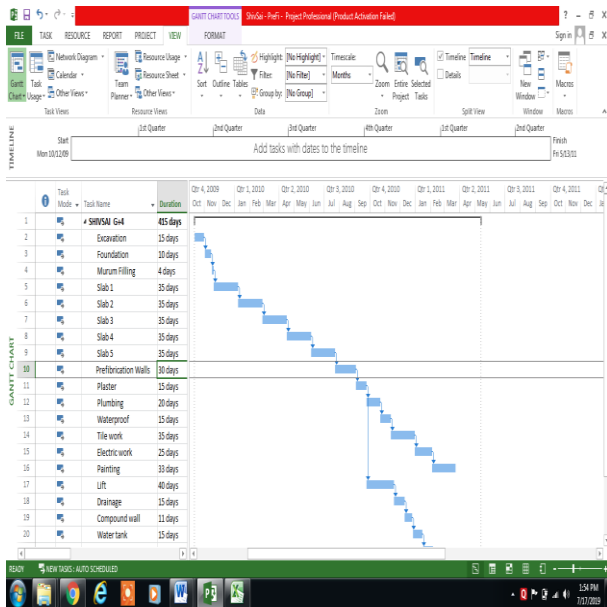 GANTT CHART TOOLS ShivSai - PreFi - Project Professional (Product Activation Failed)
FILE TASK RESOURCE REPORT PROJECT VIEW FORMAT Sign in
Gantt Chart Task Usage Network Diagram Calendar Other Views Team Planner Resource Usage Resource Sheet Other Views Sort Outline Tables Highlight: [No Highlight] Filter: [No Filter] Group by: [No Group] Timescale: Months Zoom Entire Project Selected Tasks Timeline Timeline Details New Window Macros
Task Views Resource Views Data Zoom Split View Window Macros
TIMELINE
1st Quarter 2nd Quarter 3rd Quarter 4th Quarter 1st Quarter 2nd Quarter
Start
Mon 10/12/09
Add tasks with dates to the timeline
Finish
Fri 5/13/11
GANTT CHART
Task Mode Task Name Duration
Qtr 4, 2009 Qtr 1, 2010 Qtr 2, 2010 Qtr 3, 2010 Qtr 4, 2010 Qtr 1, 2011 Qtr 2, 2011 Qtr 3, 2011 Qtr 4, 2011
Oct Nov Dec Jan Feb Mar Apr May Jun Jul Aug Sep Oct Nov Dec Jan Feb Mar Apr May Jun Jul Aug Sep Oct Nov Dec
1 SHIVSAI G+4 415 days
2 Excavation 15 days
3 Foundation 10 days
4 Murum Filling 4 days
5 Slab 1 35 days
6 Slab 2 35 days
7 Slab 3 35 days
8 Slab 4 35 days
9 Slab 5 35 days
10 Prefibrication Walls 30 days
11 Plaster 15 days
12 Plumbing 20 days
13 Waterproof 15 days
14 Tile work 35 days
15 Electric work 25 days
16 Painting 33 days
17 Lift 40 days
18 Drainage 15 days
19 Compound wall 11 days
20 Water tank 15 days
READY NEW TASKS : AUTO SCHEDULED
1:54 PM
7/17/2019